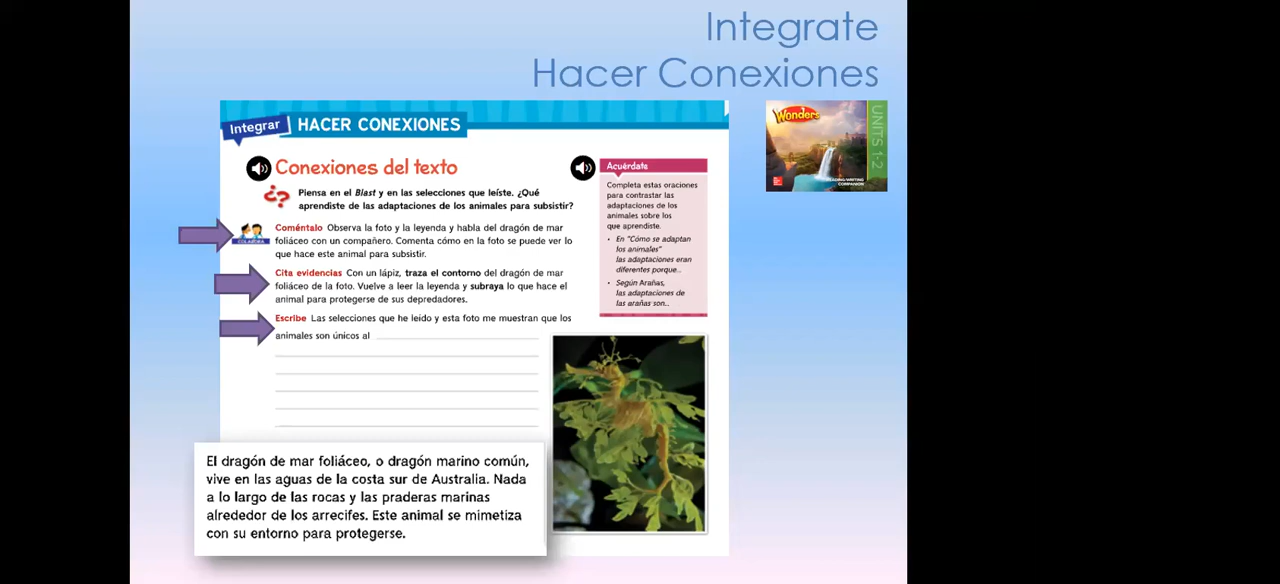 Integrate
Hacer Conexiones
Wonders
UNITS 1-2
READING/WRITING
COMPANION
Integrar
HACER CONEXIONES
Conexiones del texto
¿?
Piensa en el Blast y en las selecciones que leíste. ¿Qué
aprendiste de las adaptaciones de los animales para subsistir?
COLABORA
Coméntalo Observa la foto y la leyenda y habla del dragón de mar
foliáceo con un compañero. Comenta cómo en la foto se puede ver lo
que hace este animal para subsistir.
Cita evidencias Con un lápiz, traza el contorno del dragón de mar
foliáceo de la foto. Vuelve a leer la leyenda y subraya lo que hace el
animal para protegerse de sus depredadores.
Escribe Las selecciones que he leído y esta foto me muestran que los
animales son únicos al
Acuérdate
Completa estas oraciones
para contrastar las
adaptaciones de los
animales sobre los
que aprendiste.
• En "Cómo se adaptan
los animales"
las adaptaciones eran
diferentes porque...
• Según Arañas,
las adaptaciones de
las arañas son...
El dragón de mar foliáceo, o dragón marino común,
vive en las aguas de la costa sur de Australia. Nada
a lo largo de las rocas y las praderas marinas
alrededor de los arrecifes. Este animal se mimetiza
con su entorno para protegerse.